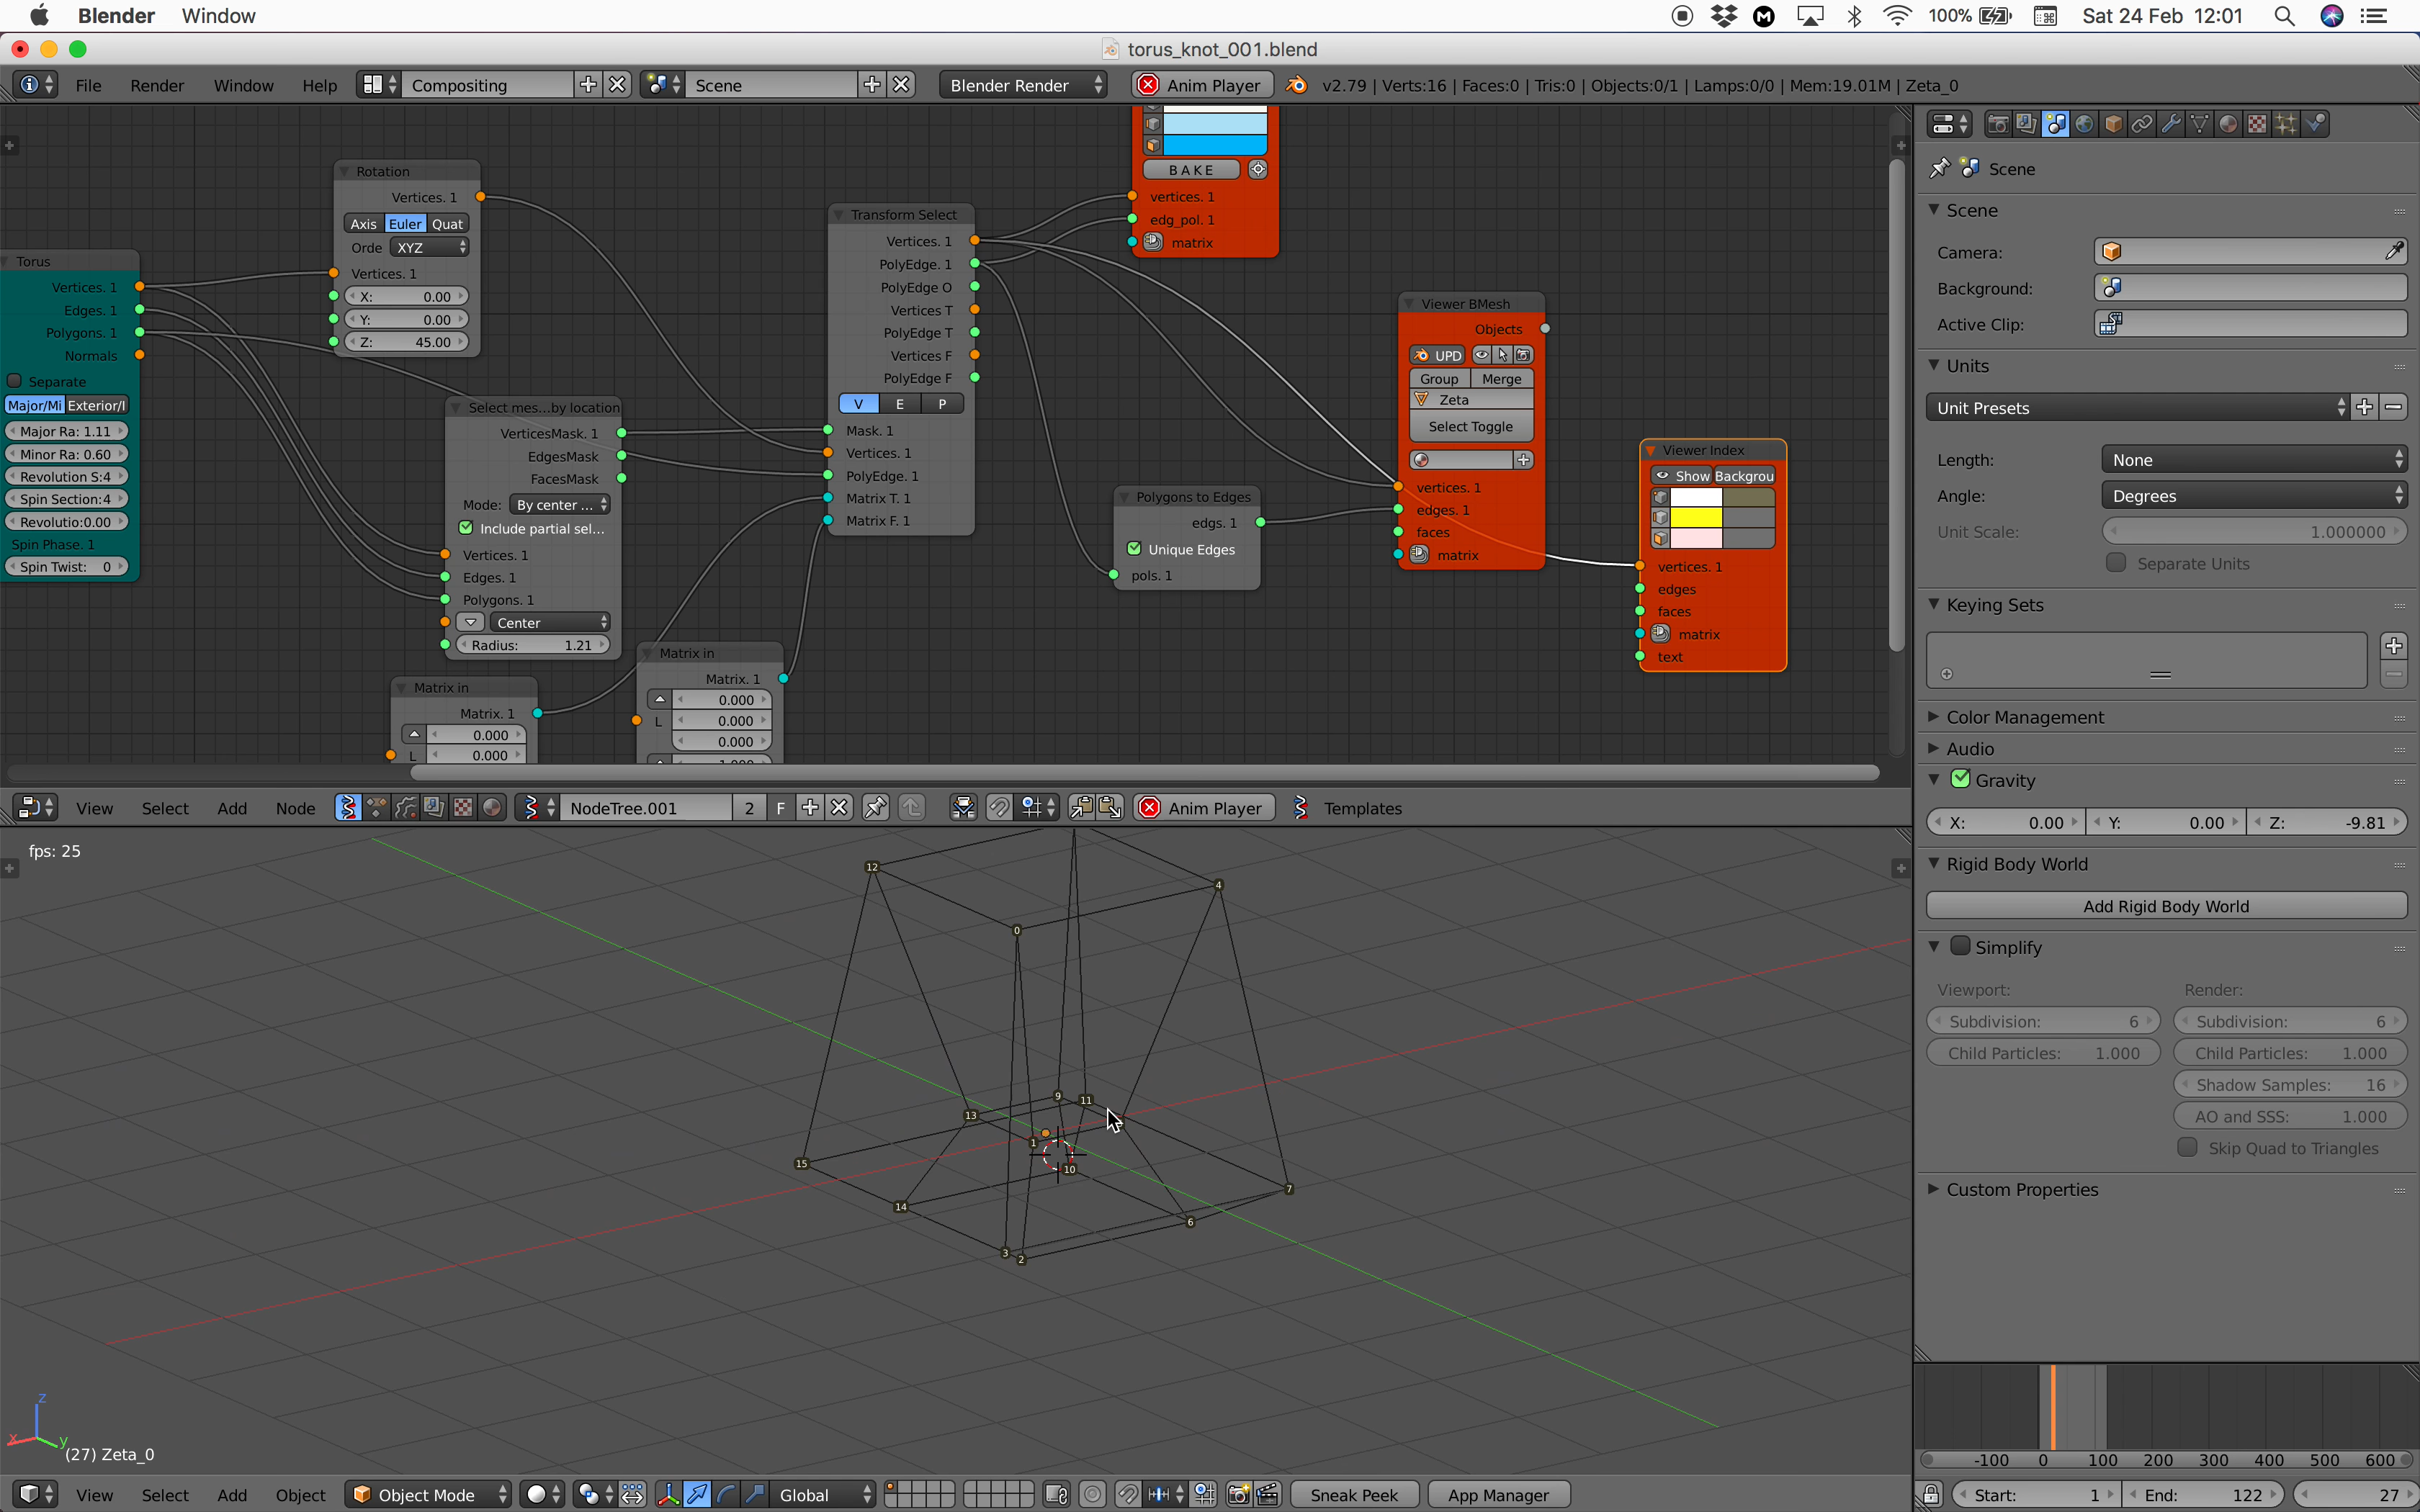 Blender Window 100% Sat 24 Feb 12:01
torus_knot_001.blend
File Render Window Help Compositing Scene Blender Render Anim Player v2.79 | Verts:16 | Faces:0 | Tris:0 | Objects:0/1 | Lamps:0/0 | Mem:19.01M | Zeta_0
Torus
Vertices. 1
Edges. 1
Polygons. 1
Normals
Separate
Major/Mi Exterior/I
Major Ra: 1.11
Minor Ra: 0.60
Revolution S:4
Spin Section:4
Revolutio:0.00
Spin Phase. 1
Spin Twist: 0
Rotation
Vertices. 1
Axis Euler Quat
Orde XYZ
Vertices. 1
X: 0.00
Y: 0.00
Z: 45.00
Select mes...by location
VerticesMask. 1
EdgesMask
FacesMask
Mode: By center ...
Include partial sel...
Vertices. 1
Edges. 1
Polygons. 1
Center
Radius: 1.21
Matrix in
Matrix. 1
0.000
L 0.000
Matrix in
Matrix. 1
0.000
L 0.000
0.000
Transform Select
Vertices. 1
PolyEdge. 1
PolyEdge O
Vertices T
PolyEdge T
Vertices F
PolyEdge F
V E P
Mask. 1
Vertices. 1
PolyEdge. 1
Matrix T. 1
Matrix F. 1
BAKE
vertices. 1
edg_pol. 1
matrix
Polygons to Edges
edgs. 1
Unique Edges
pols. 1
Viewer BMesh
Objects
UPD
Group Merge
Zeta
Select Toggle
vertices. 1
edges. 1
faces
matrix
Viewer Index
Show Backgrou
vertices. 1
edges
faces
matrix
text
View Select Add Node NodeTree.001 2 F Anim Player Templates
fps: 25
12
4
0
9
11
13
1
15
10
7
14
6
3
2
z
x
y
(27) Zeta_0
View Select Add Object Object Mode Global Sneak Peek App Manager
Scene
Scene
Camera:
Background:
Active Clip:
Units
Unit Presets
Length: None
Angle: Degrees
Unit Scale: 1.000000
Separate Units
Keying Sets
Color Management
Audio
Gravity
X: 0.00 Y: 0.00 Z: -9.81
Rigid Body World
Add Rigid Body World
Simplify
Viewport: Render:
Subdivision: 6 Subdivision: 6
Child Particles: 1.000 Child Particles: 1.000
Shadow Samples: 16
AO and SSS: 1.000
Skip Quad to Triangles
Custom Properties
-100 0 100 200 300 400 500 600
Start: 1 End: 122 27